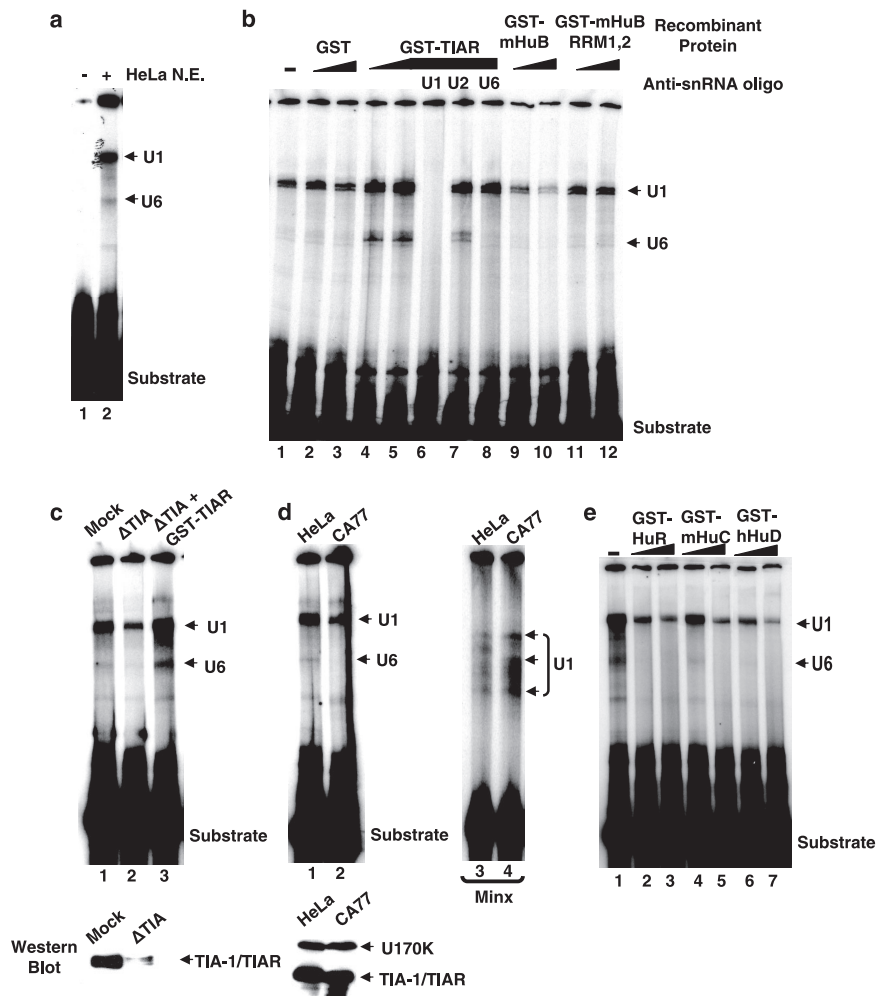 a
- + HeLa N.E.
U1
U6
Substrate
1 2
b
GST GST-TIAR GST-mHuB GST-mHuB RRM1,2 Recombinant Protein
- U1 U2 U6 Anti-snRNA oligo
U1
U6
Substrate
1 2 3 4 5 6 7 8 9 10 11 12
c
Mock ΔTIA ΔTIA + GST-TIAR
U1
U6
Substrate
1 2 3
Western Blot
Mock ΔTIA
TIA-1/TIAR
d
HeLa CA77
U1
U6
Substrate
1 2
HeLa CA77
U1
3 4
Minx
HeLa CA77
U170K
TIA-1/TIAR
e
- GST-HuR GST-mHuC GST-hHuD
U1
U6
Substrate
1 2 3 4 5 6 7